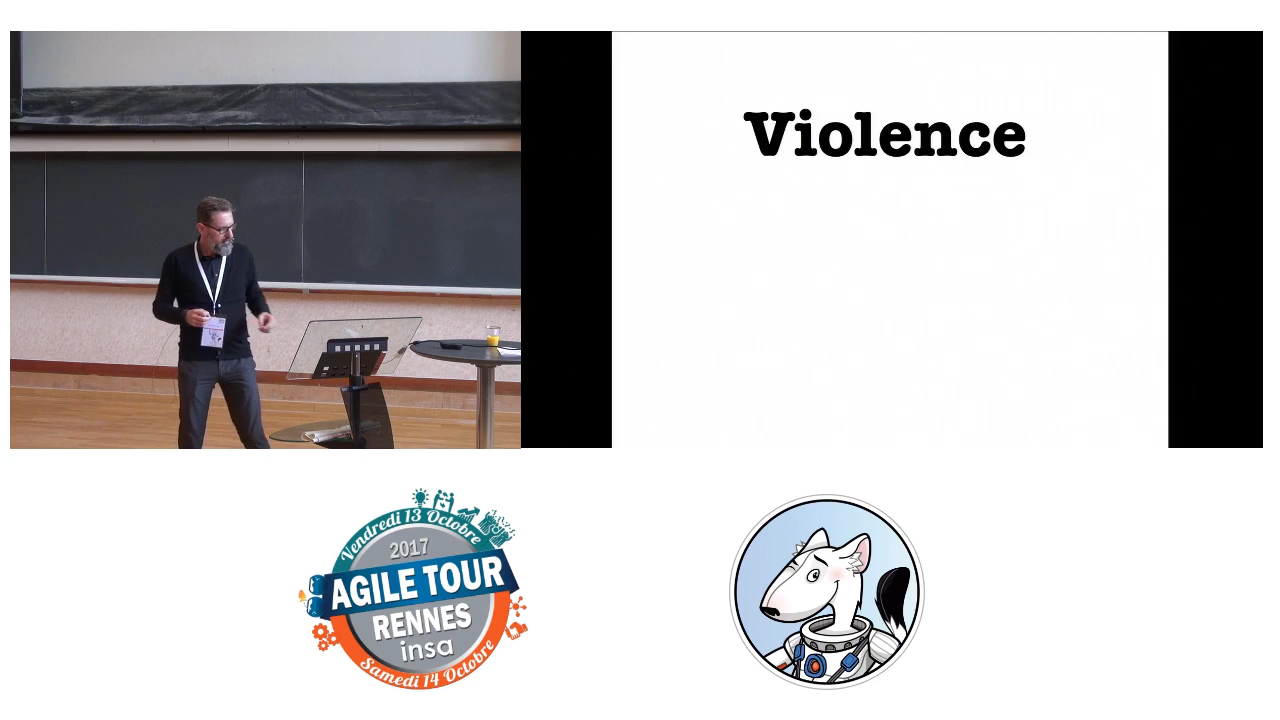 Violence
Vendredi 13 Octobre
2017
AGILE TOUR
RENNES
insa
Samedi 14 Octobre